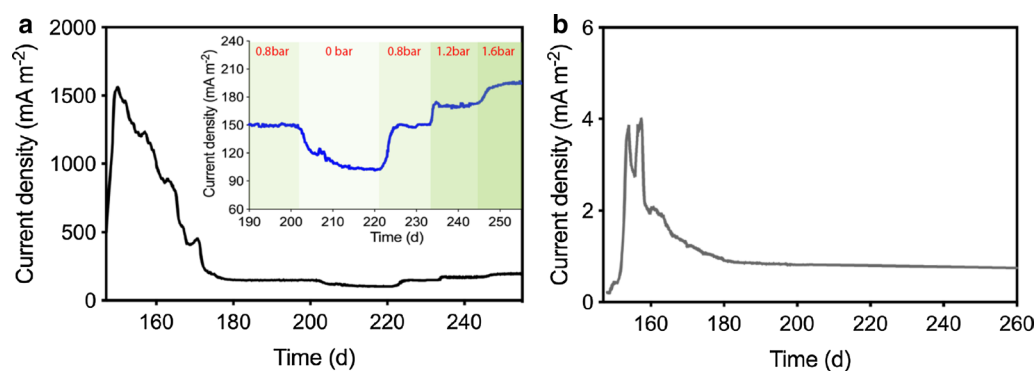 a
2000
1500
1000
500
0
Current density (mA m-2)
160 180 200 220 240
Time (d)
240
210
180
150
120
90
60
Current density (mA m-2)
0.8bar 0 bar 0.8bar 1.2bar 1.6bar
190 200 210 220 230 240 250
Time (d)
b
6
4
2
0
Current density (mA m-2)
160 180 200 220 240 260
Time (d)